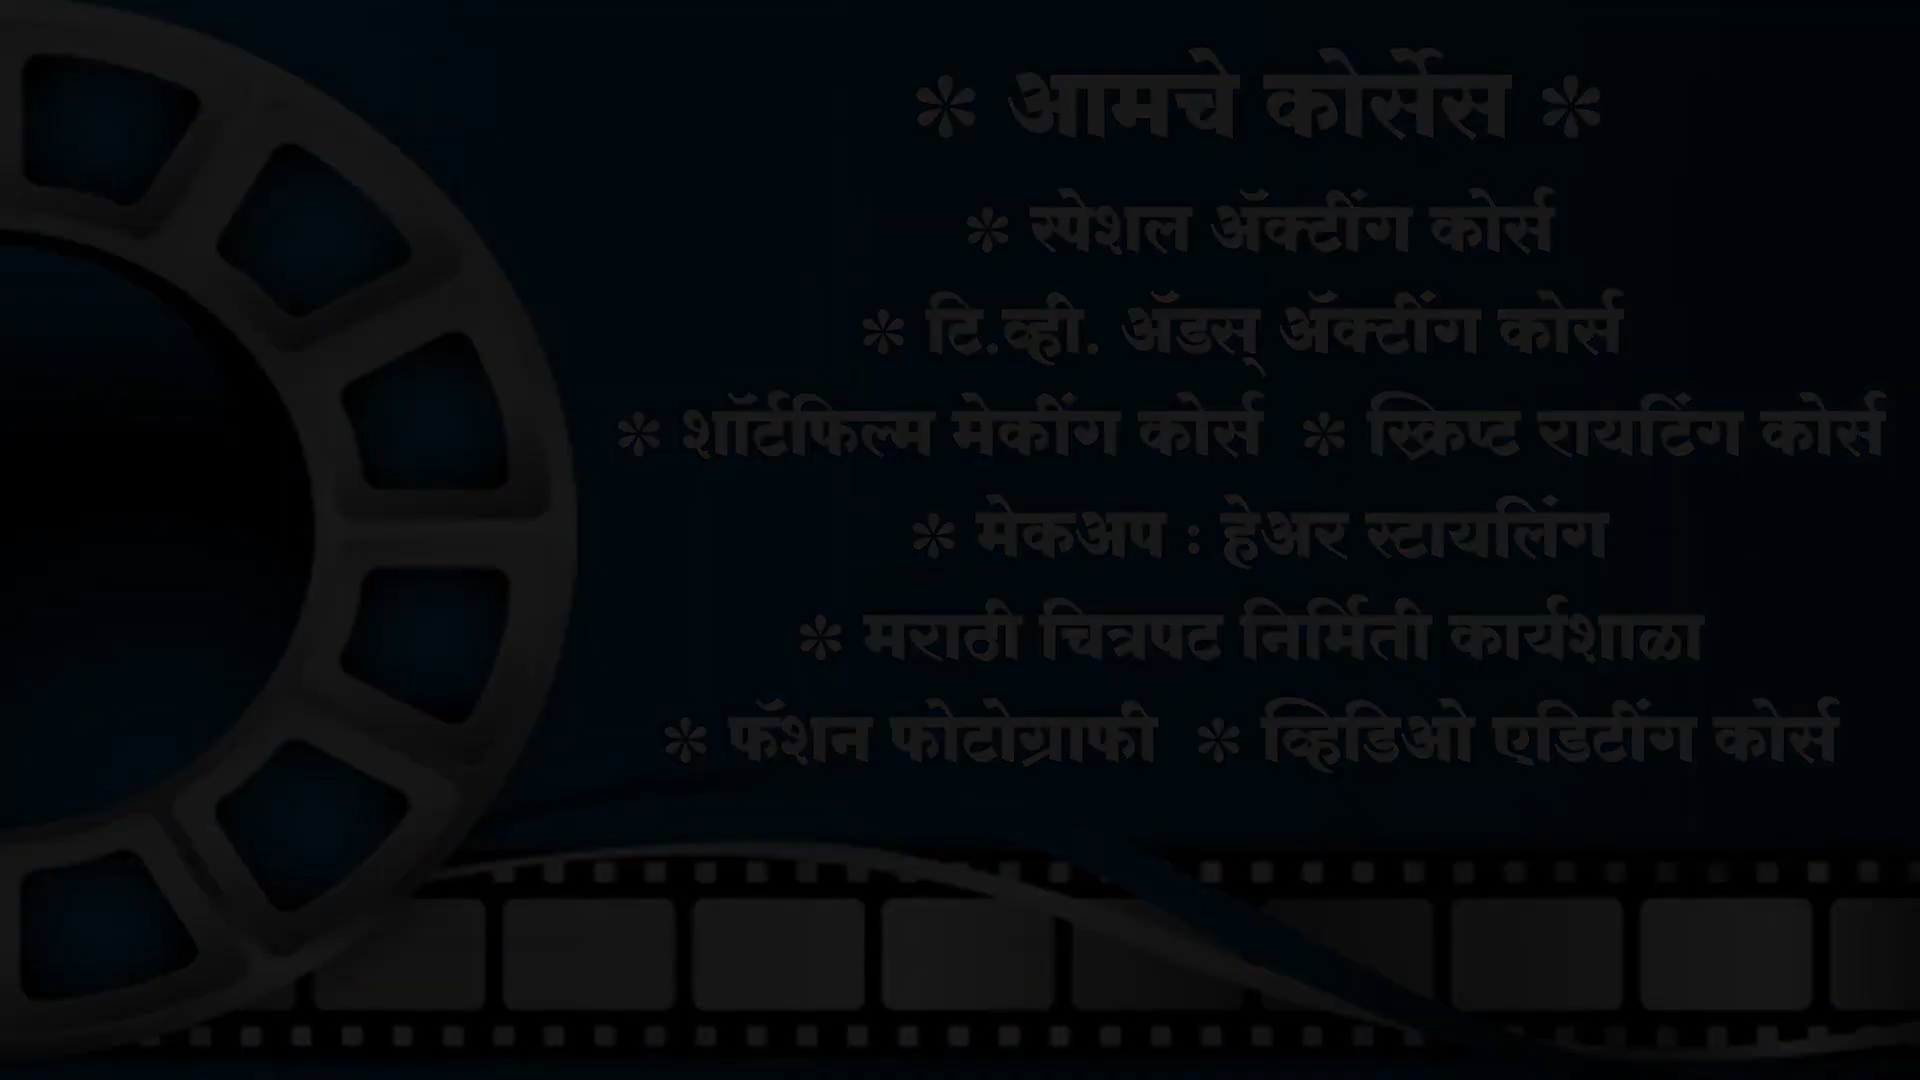 * आमचे कोर्सेस *
* स्पेशल ॲक्टींग कोर्स
* टि.व्ही. ॲडस् ॲक्टींग कोर्स
* शॉर्टफिल्म मेकींग कोर्स * स्क्रिप्ट रायटिंग कोर्स
* मेकअप : हेअर स्टायलिंग
* मराठी चित्रपट निर्मिती कार्यशाळा
* फॅशन फोटोग्राफी * व्हिडिओ एडिटींग कोर्स